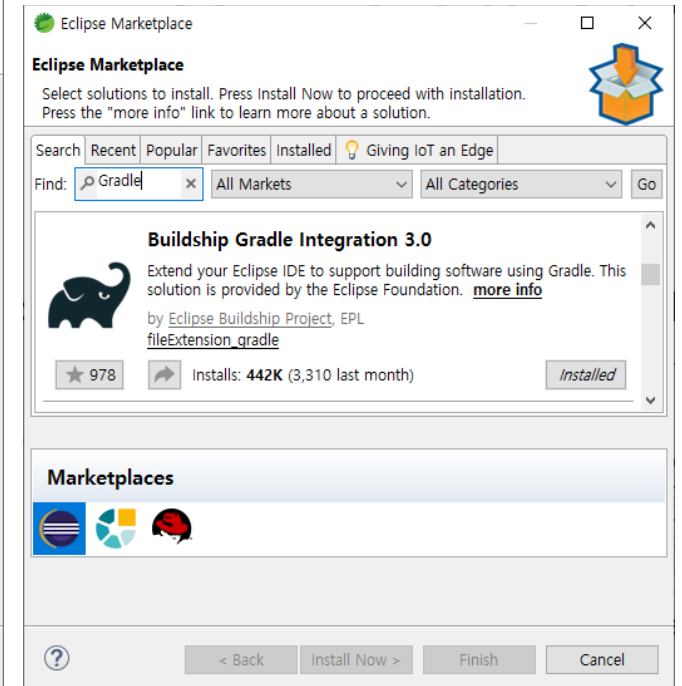 Eclipse Marketplace
Eclipse Marketplace
Select solutions to install. Press Install Now to proceed with installation.
Press the "more info" link to learn more about a solution.
Search Recent Popular Favorites Installed Giving IoT an Edge
Find: Gradle All Markets All Categories Go
Buildship Gradle Integration 3.0
Extend your Eclipse IDE to support building software using Gradle. This
solution is provided by the Eclipse Foundation. more info
by Eclipse Buildship Project, EPL
fileExtension_gradle
978 Installs: 442K (3,310 last month) Installed
Marketplaces
? < Back Install Now > Finish Cancel